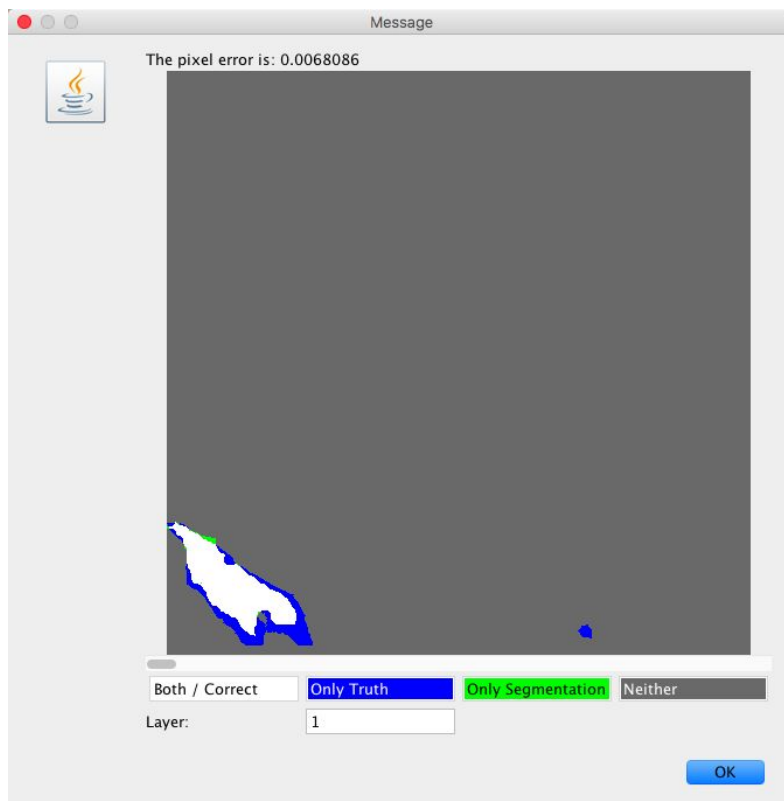 Message
The pixel error is: 0.0068086
Both / Correct Only Truth Only Segmentation Neither
Layer: 1
OK